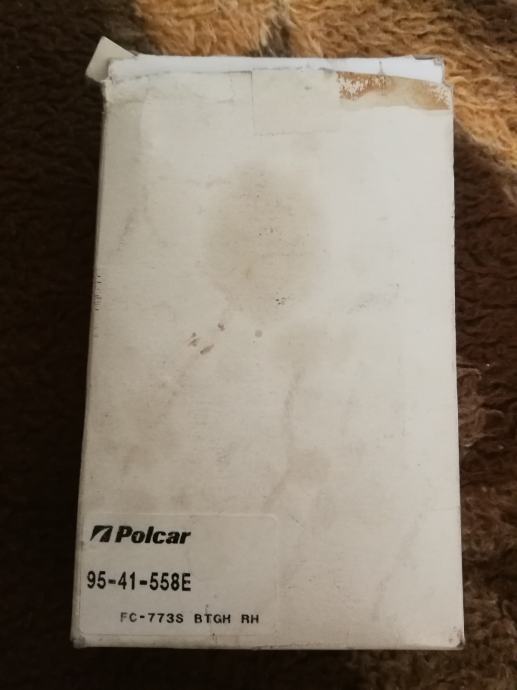 Polcar
95-41-558E
FC-773S BTGH RH